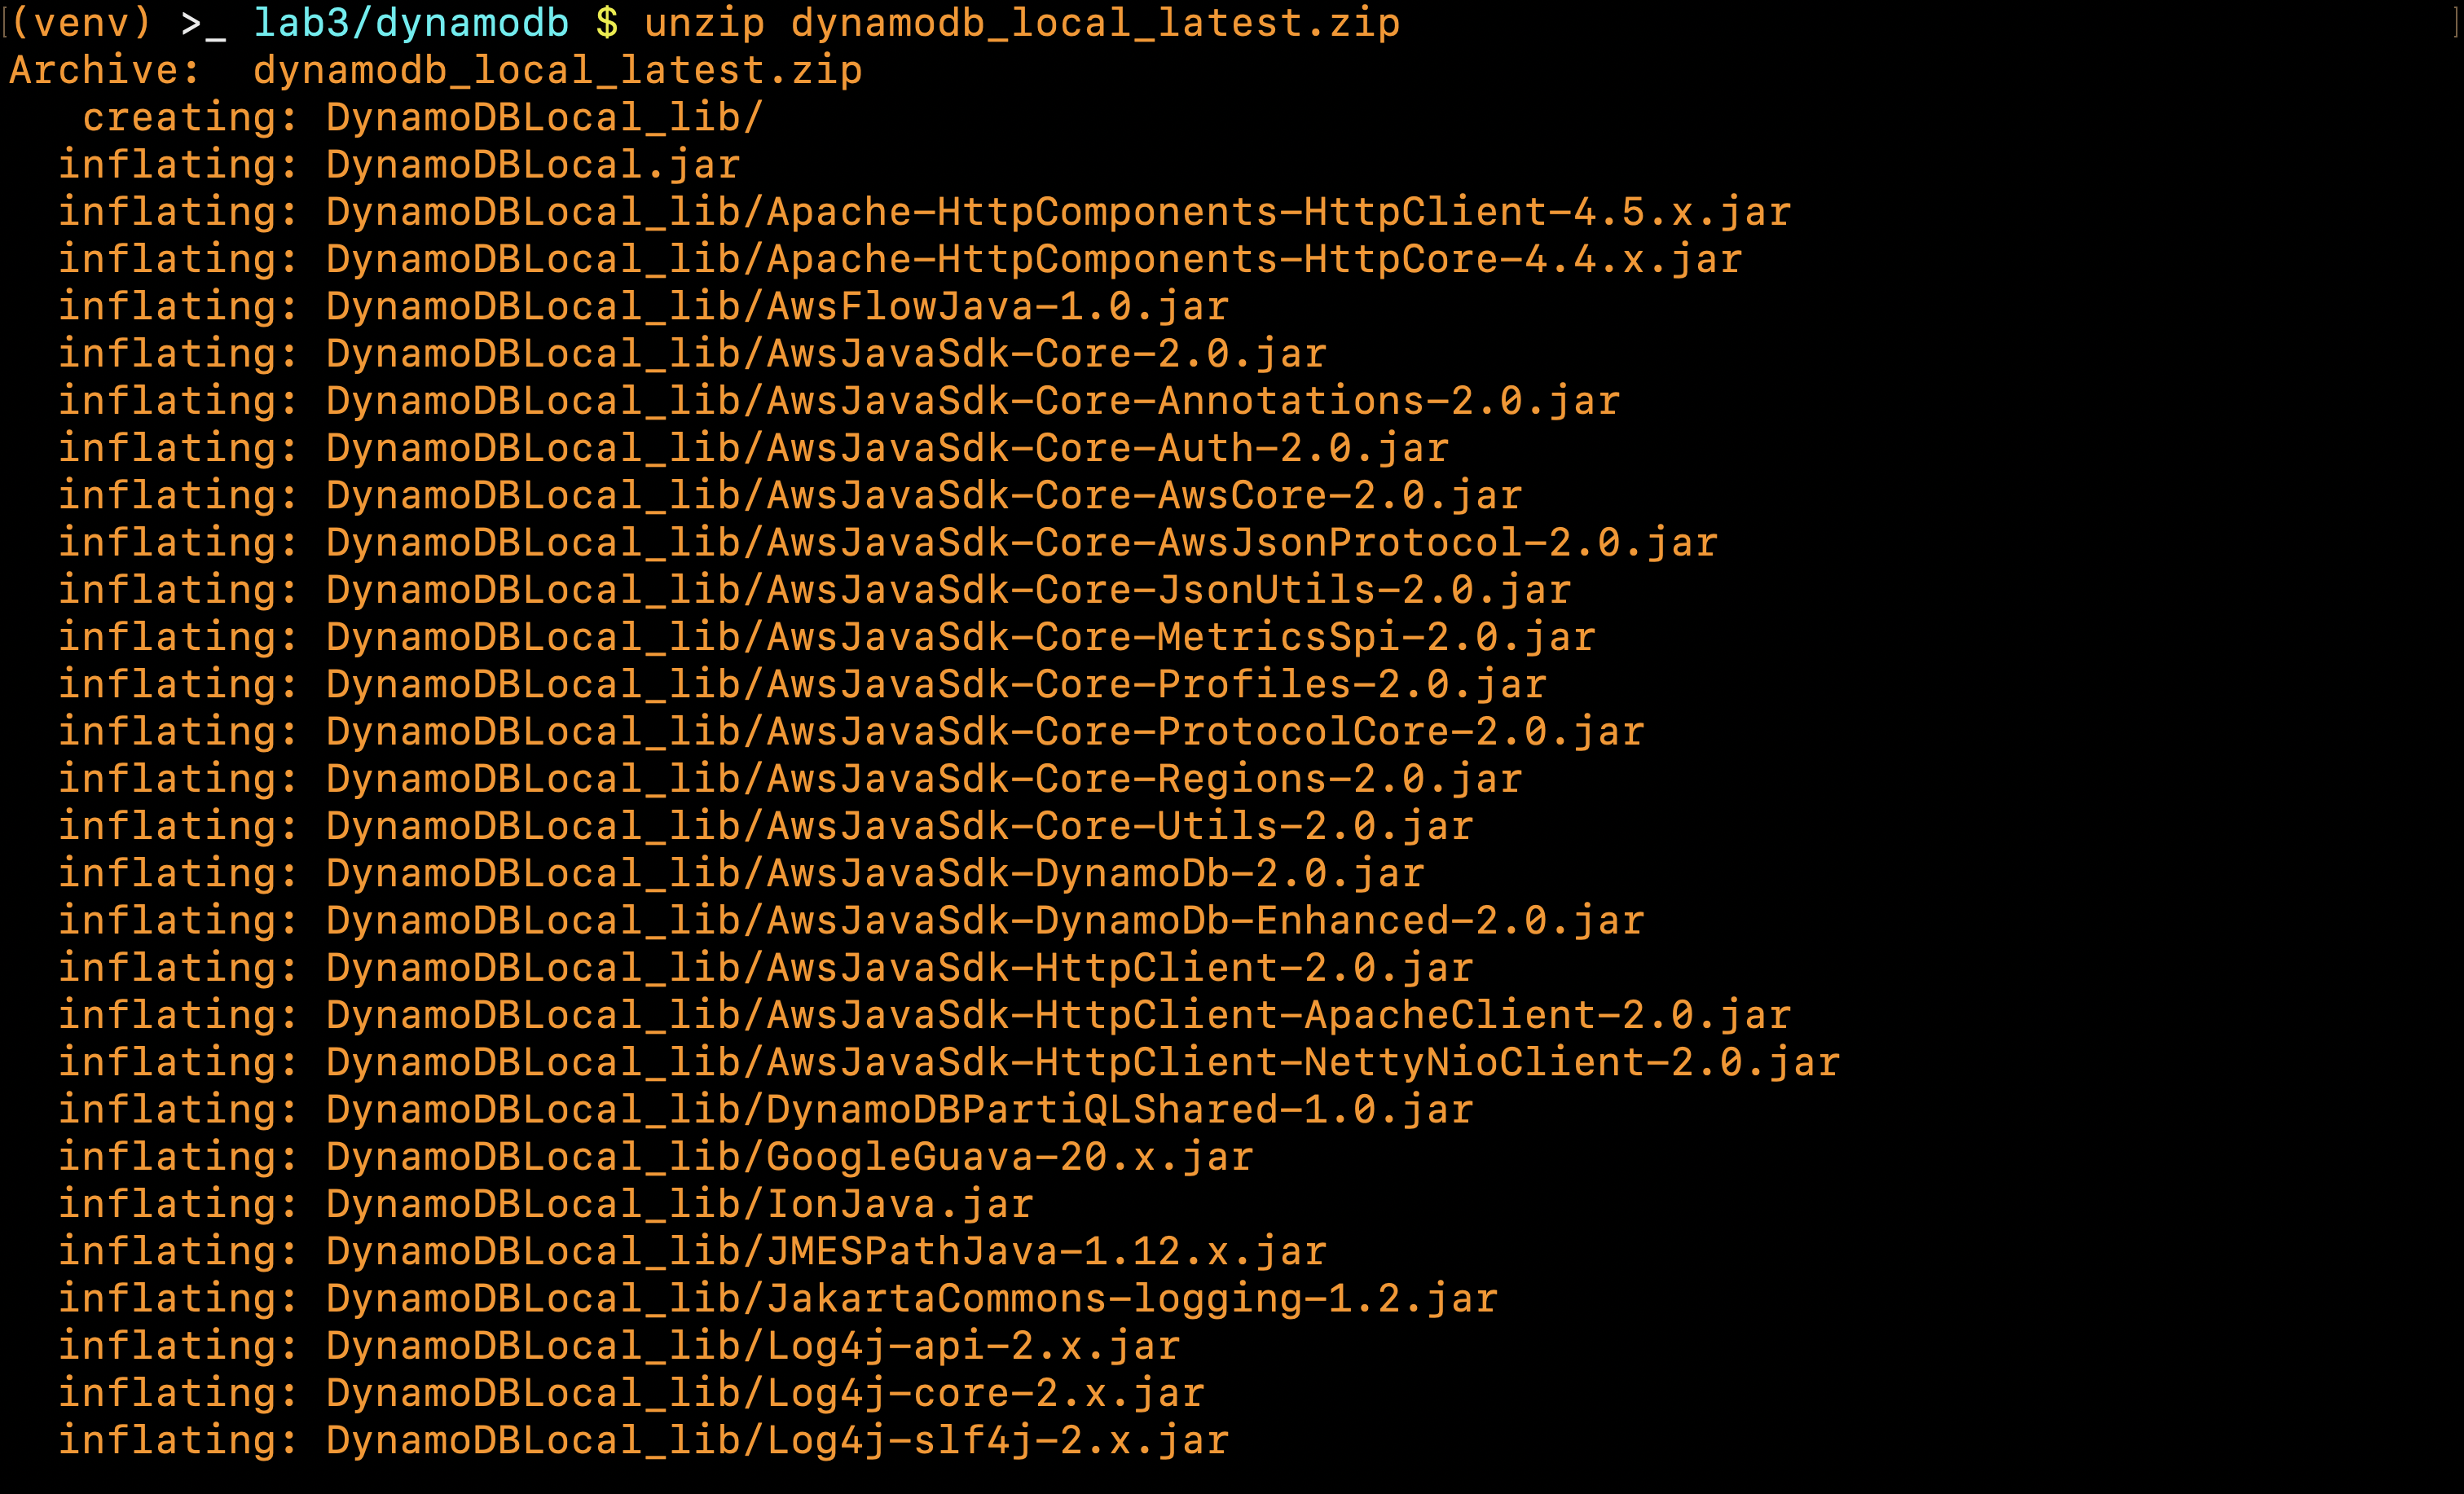 (venv) >_ lab3/dynamodb $ unzip dynamodb_local_latest.zip
Archive:  dynamodb_local_latest.zip
   creating: DynamoDBLocal_lib/
  inflating: DynamoDBLocal.jar
  inflating: DynamoDBLocal_lib/Apache-HttpComponents-HttpClient-4.5.x.jar
  inflating: DynamoDBLocal_lib/Apache-HttpComponents-HttpCore-4.4.x.jar
  inflating: DynamoDBLocal_lib/AwsFlowJava-1.0.jar
  inflating: DynamoDBLocal_lib/AwsJavaSdk-Core-2.0.jar
  inflating: DynamoDBLocal_lib/AwsJavaSdk-Core-Annotations-2.0.jar
  inflating: DynamoDBLocal_lib/AwsJavaSdk-Core-Auth-2.0.jar
  inflating: DynamoDBLocal_lib/AwsJavaSdk-Core-AwsCore-2.0.jar
  inflating: DynamoDBLocal_lib/AwsJavaSdk-Core-AwsJsonProtocol-2.0.jar
  inflating: DynamoDBLocal_lib/AwsJavaSdk-Core-JsonUtils-2.0.jar
  inflating: DynamoDBLocal_lib/AwsJavaSdk-Core-MetricsSpi-2.0.jar
  inflating: DynamoDBLocal_lib/AwsJavaSdk-Core-Profiles-2.0.jar
  inflating: DynamoDBLocal_lib/AwsJavaSdk-Core-ProtocolCore-2.0.jar
  inflating: DynamoDBLocal_lib/AwsJavaSdk-Core-Regions-2.0.jar
  inflating: DynamoDBLocal_lib/AwsJavaSdk-Core-Utils-2.0.jar
  inflating: DynamoDBLocal_lib/AwsJavaSdk-DynamoDb-2.0.jar
  inflating: DynamoDBLocal_lib/AwsJavaSdk-DynamoDb-Enhanced-2.0.jar
  inflating: DynamoDBLocal_lib/AwsJavaSdk-HttpClient-2.0.jar
  inflating: DynamoDBLocal_lib/AwsJavaSdk-HttpClient-ApacheClient-2.0.jar
  inflating: DynamoDBLocal_lib/AwsJavaSdk-HttpClient-NettyNioClient-2.0.jar
  inflating: DynamoDBLocal_lib/DynamoDBPartiQLShared-1.0.jar
  inflating: DynamoDBLocal_lib/GoogleGuava-20.x.jar
  inflating: DynamoDBLocal_lib/IonJava.jar
  inflating: DynamoDBLocal_lib/JMESPathJava-1.12.x.jar
  inflating: DynamoDBLocal_lib/JakartaCommons-logging-1.2.jar
  inflating: DynamoDBLocal_lib/Log4j-api-2.x.jar
  inflating: DynamoDBLocal_lib/Log4j-core-2.x.jar
  inflating: DynamoDBLocal_lib/Log4j-slf4j-2.x.jar